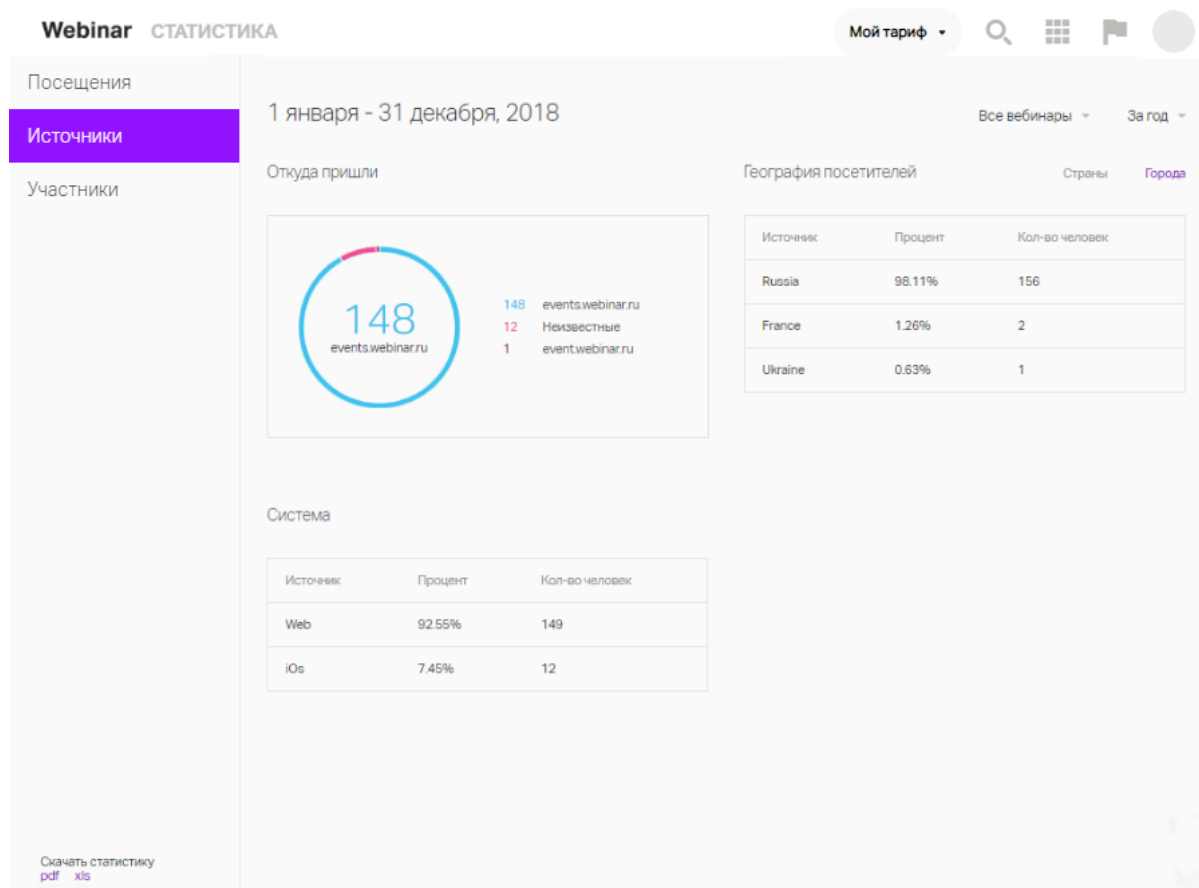 Webinar СТАТИСТИКА
Мой тариф
Посещения
Источники
Участники
1 января - 31 декабря, 2018
Все вебинары
За год
Откуда пришли
148
events.webinar.ru
148 events.webinar.ru
12 Неизвестные
1 event.webinar.ru
География посетителей
Страны
Города
Источник Процент Кол-во человек
Russia 98.11% 156
France 1.26% 2
Ukraine 0.63% 1
Система
Источник Процент Кол-во человек
Web 92.55% 149
iOs 7.45% 12
Скачать статистику
pdf xls